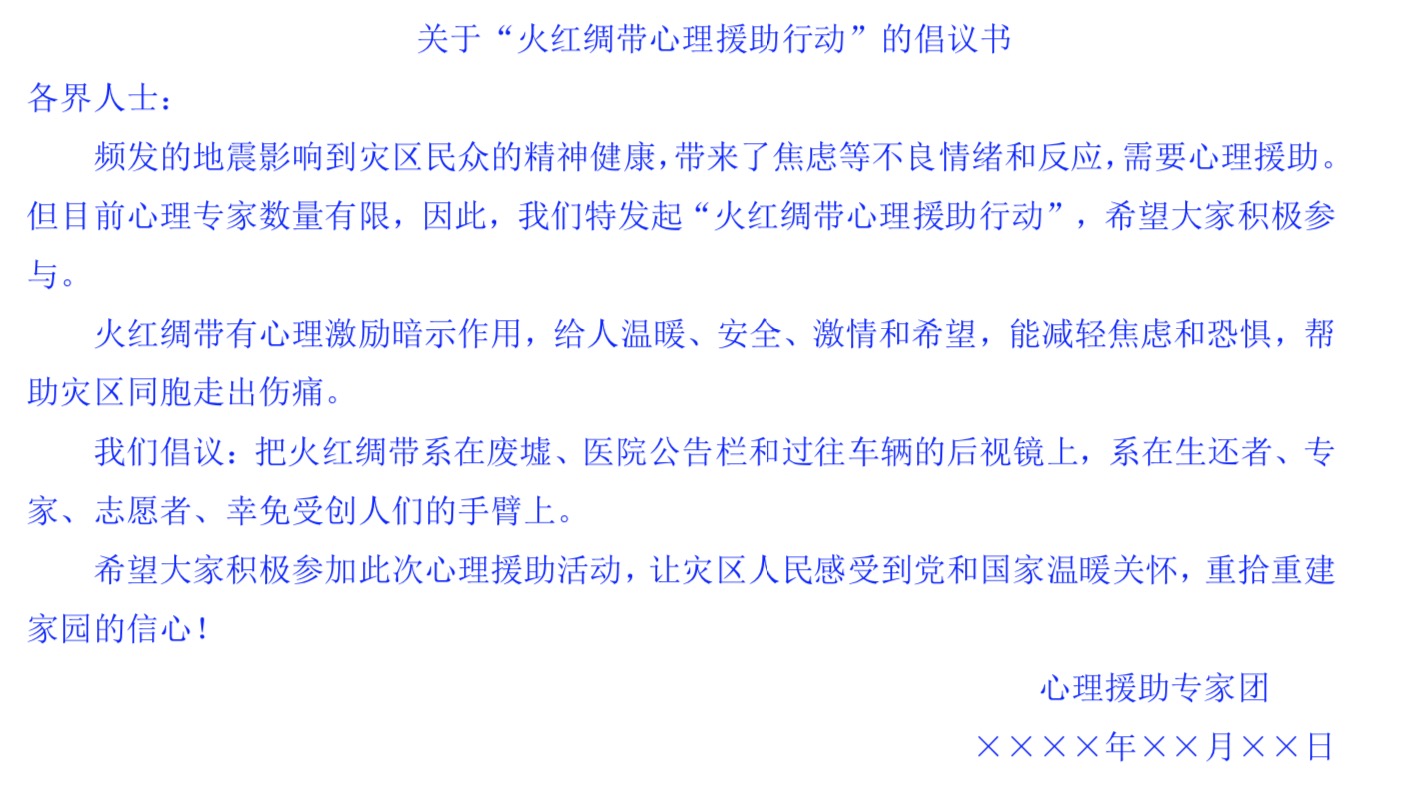 关于“火红绸带心理援助行动”的倡议书
各界人士：
频发的地震影响到灾区民众的精神健康，带来了焦虑等不良情绪和反应，需要心理援助。
但目前心理专家数量有限，因此，我们特发起“火红绸带心理援助行动”，希望大家积极参
与。
火红绸带有心理激励暗示作用，给人温暖、安全、激情和希望，能减轻焦虑和恐惧，帮
助灾区同胞走出伤痛。
我们倡议：把火红绸带系在废墟、医院公告栏和过往车辆的后视镜上，系在生还者、专
家、志愿者、幸免受创人们的手臂上。
希望大家积极参加此次心理援助活动，让灾区人民感受到党和国家温暖关怀，重拾重建
家园的信心！
心理援助专家团
××××年××月××日